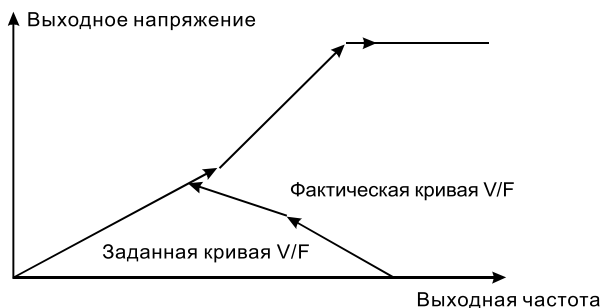 Выходное напряжение
Фактическая кривая V/F
Заданная кривая V/F
Выходная частота